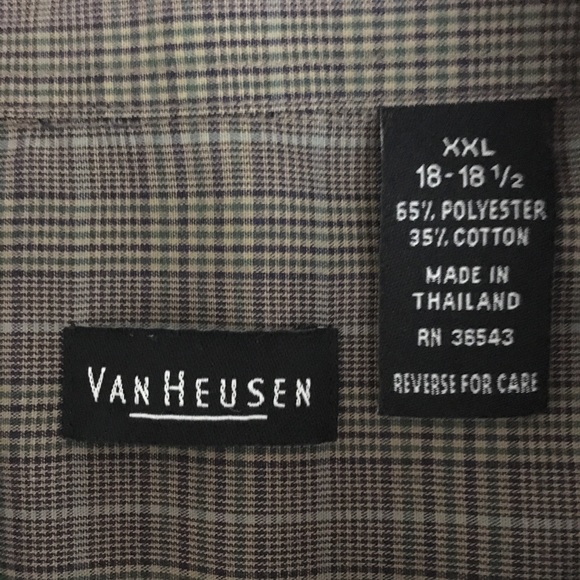 XXL
18-18 1/2
65% POLYESTER
35% COTTON
MADE IN
THAILAND
RN 36543
REVERSE FOR CARE
VAN HEUSEN